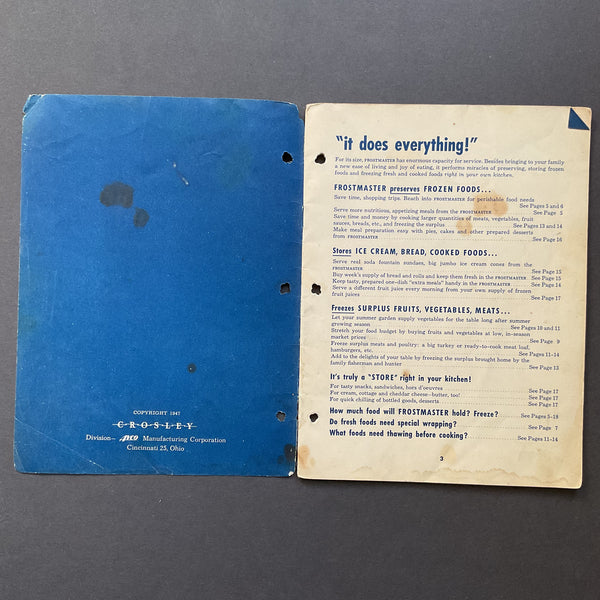 COPYRIGHT 1947
CROSLEY
Division— AVCO Manufacturing Corporation
Cincinnati 25, Ohio
"it does everything!"
For its size, FROSTMASTER has enormous capacity for service. Besides bringing to your family
a new ease of living and joy of eating, it performs miracles of preserving, storing frozen
foods and freezing fresh and cooked foods right in your own kitchen.
FROSTMASTER preserves FROZEN FOODS...
Save time, shopping trips. Reach into FROSTMASTER for perishable food needs
See Pages 5 and 6
Serve more nutritious, appetizing meals from the FROSTMASTER See Page 5
Save time and money by cooking larger quantities of meats, vegetables, fruit
sauces, breads, etc., and freezing the surplus See Pages 13 and 14
Make meal preparation easy with pies, cakes and other prepared desserts
from FROSTMASTER See Page 16
Stores ICE CREAM, BREAD, COOKED FOODS...
Serve real soda fountain sundaes, big jumbo ice cream cones from the
FROSTMASTER See Page 15
Buy week's supply of bread and rolls and keep them fresh in the FROSTMASTER See Page 15
Keep tasty, prepared one-dish "extra meals" handy in the FROSTMASTER See Page 14
Serve a different fruit juice every morning from your own supply of frozen
fruit juices See Page 17
Freezes SURPLUS FRUITS, VEGETABLES, MEATS...
Let your summer garden supply vegetables for the table long after summer
growing season See Pages 10 and 11
Stretch your food budget by buying fruits and vegetables at low, in-season
market prices See Page 9
Freeze surplus meats and poultry: a big turkey or ready-to-cook meat loaf,
hamburgers, etc. See Pages 11-14
Add to the delights of your table by freezing the surplus brought home by the
family fisherman and hunter See Page 13
It's truly a "STORE" right in your kitchen!
For tasty snacks, sandwiches, hors d'oeuvres See Page 17
For cream, cottage and cheddar cheese—butter, too! See Page 17
For quick chilling of bottled goods, desserts See Page 17
How much food will FROSTMASTER hold? Freeze? See Pages 5-18
Do fresh foods need special wrapping? See Page 7
What foods need thawing before cooking? See Pages 11-14
3